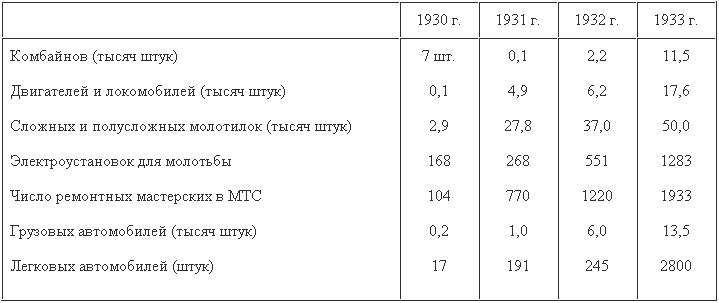 1930 г. 1931 г. 1932 г. 1933 г.
Комбайнов (тысяч штук) 7 шт. 0,1 2,2 11,5
Двигателей и локомобилей (тысяч штук) 0,1 4,9 6,2 17,6
Сложных и полусложных молотилок (тысяч штук) 2,9 27,8 37,0 50,0
Электроустановок для молотьбы 168 268 551 1283
Число ремонтных мастерских в МТС 104 770 1220 1933
Грузовых автомобилей (тысяч штук) 0,2 1,0 6,0 13,5
Легковых автомобилей (штук) 17 191 245 2800